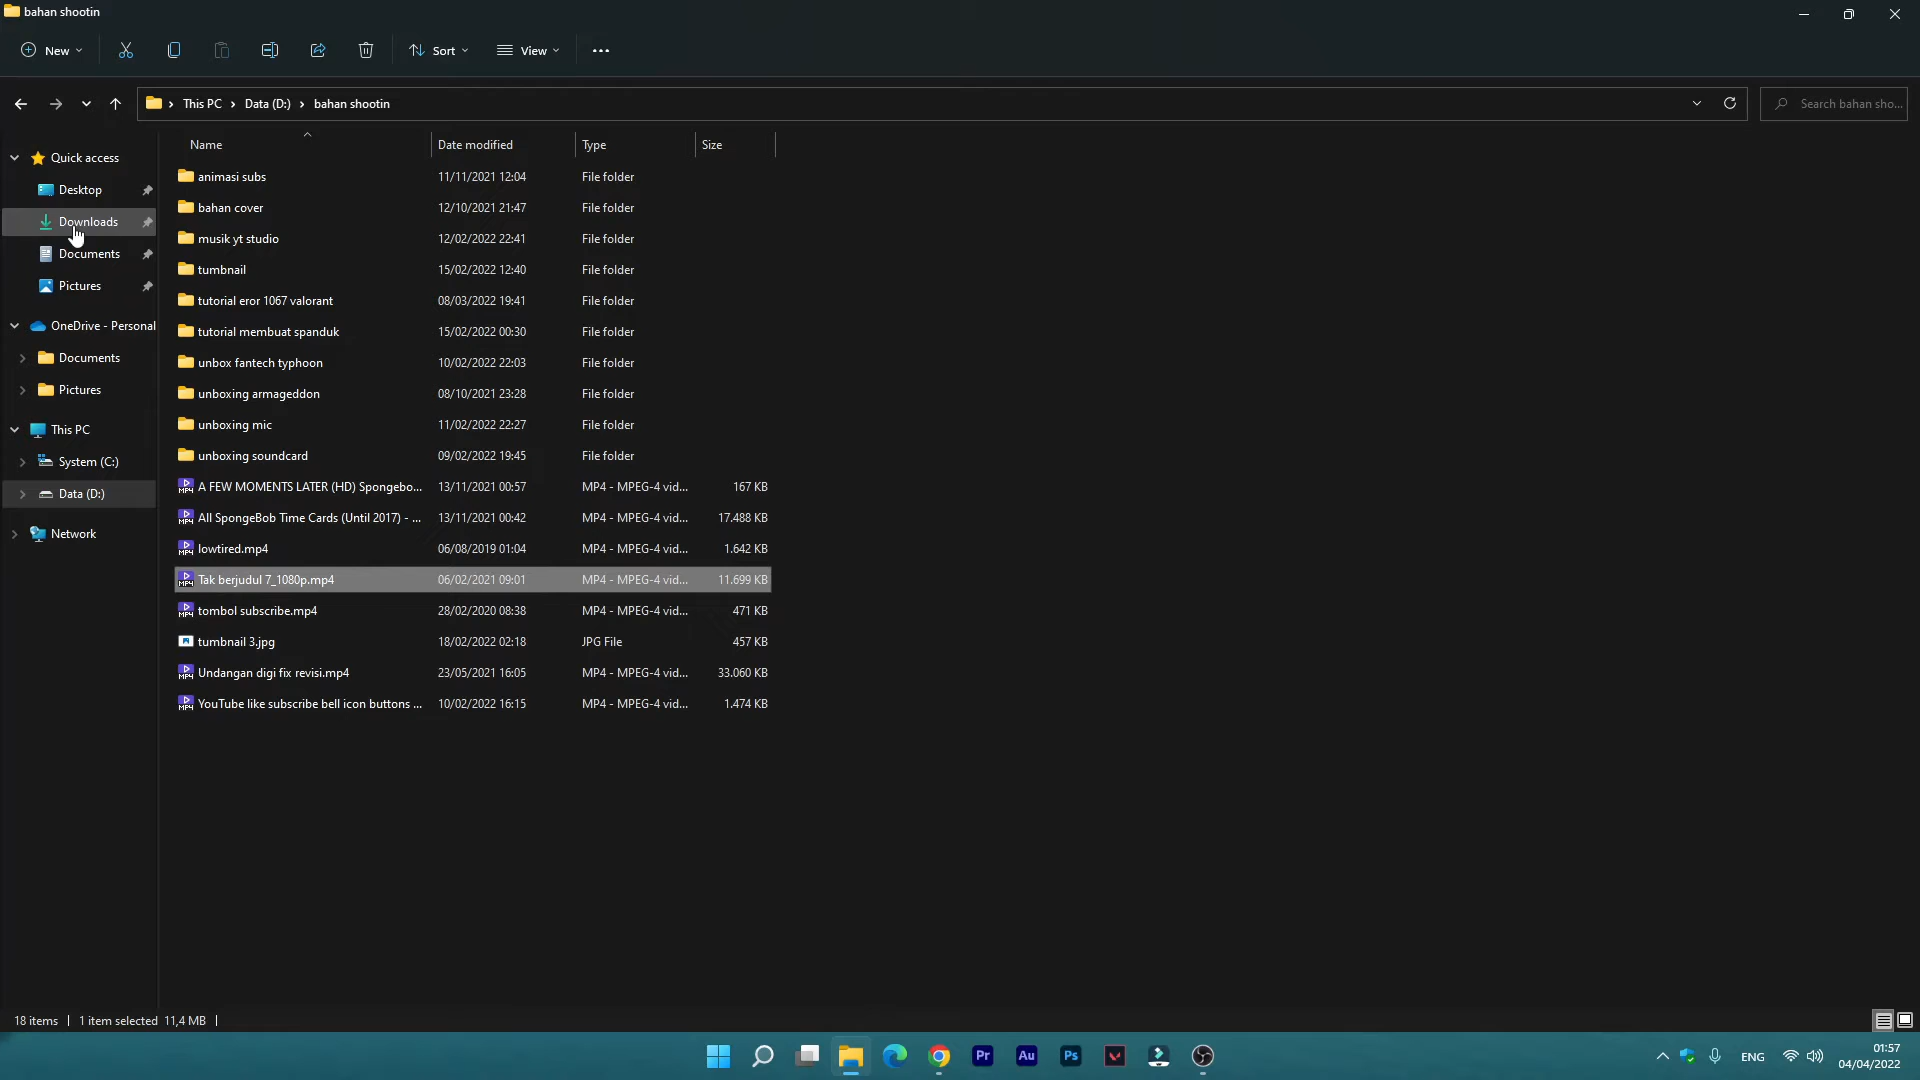 bahan shootin
New
Sort
View
This PC > Data (D:) > bahan shootin
Search bahan sho...
Name Date modified Type Size
Quick access
Desktop
Downloads
Documents
Pictures
OneDrive - Personal
Documents
Pictures
This PC
System (C:)
Data (D:)
Network
animasi subs 11/11/2021 12:04 File folder
bahan cover 12/10/2021 21:47 File folder
musik yt studio 12/02/2022 22:41 File folder
tumbnail 15/02/2022 12:40 File folder
tutorial eror 1067 valorant 08/03/2022 19:41 File folder
tutorial membuat spanduk 15/02/2022 00:30 File folder
unbox fantech typhoon 10/02/2022 22:03 File folder
unboxing armageddon 08/10/2021 23:28 File folder
unboxing mic 11/02/2022 22:27 File folder
unboxing soundcard 09/02/2022 19:45 File folder
MP4 A FEW MOMENTS LATER (HD) Spongebo... 13/11/2021 00:57 MP4 - MPEG-4 vid... 167 KB
MP4 All SpongeBob Time Cards (Until 2017) - ... 13/11/2021 00:42 MP4 - MPEG-4 vid... 17.488 KB
MP4 lowtired.mp4 06/08/2019 01:04 MP4 - MPEG-4 vid... 1.642 KB
MP4 Tak berjudul 7_1080p.mp4 06/02/2021 09:01 MP4 - MPEG-4 vid... 11.699 KB
MP4 tombol subscribe.mp4 28/02/2020 08:38 MP4 - MPEG-4 vid... 471 KB
tumbnail 3.jpg 18/02/2022 02:18 JPG File 457 KB
MP4 Undangan digi fix revisi.mp4 23/05/2021 16:05 MP4 - MPEG-4 vid... 33.060 KB
MP4 YouTube like subscribe bell icon buttons ... 10/02/2022 16:15 MP4 - MPEG-4 vid... 1.474 KB
18 items | 1 item selected 11,4 MB |
Pr
Au
Ps
ENG
01:57
04/04/2022